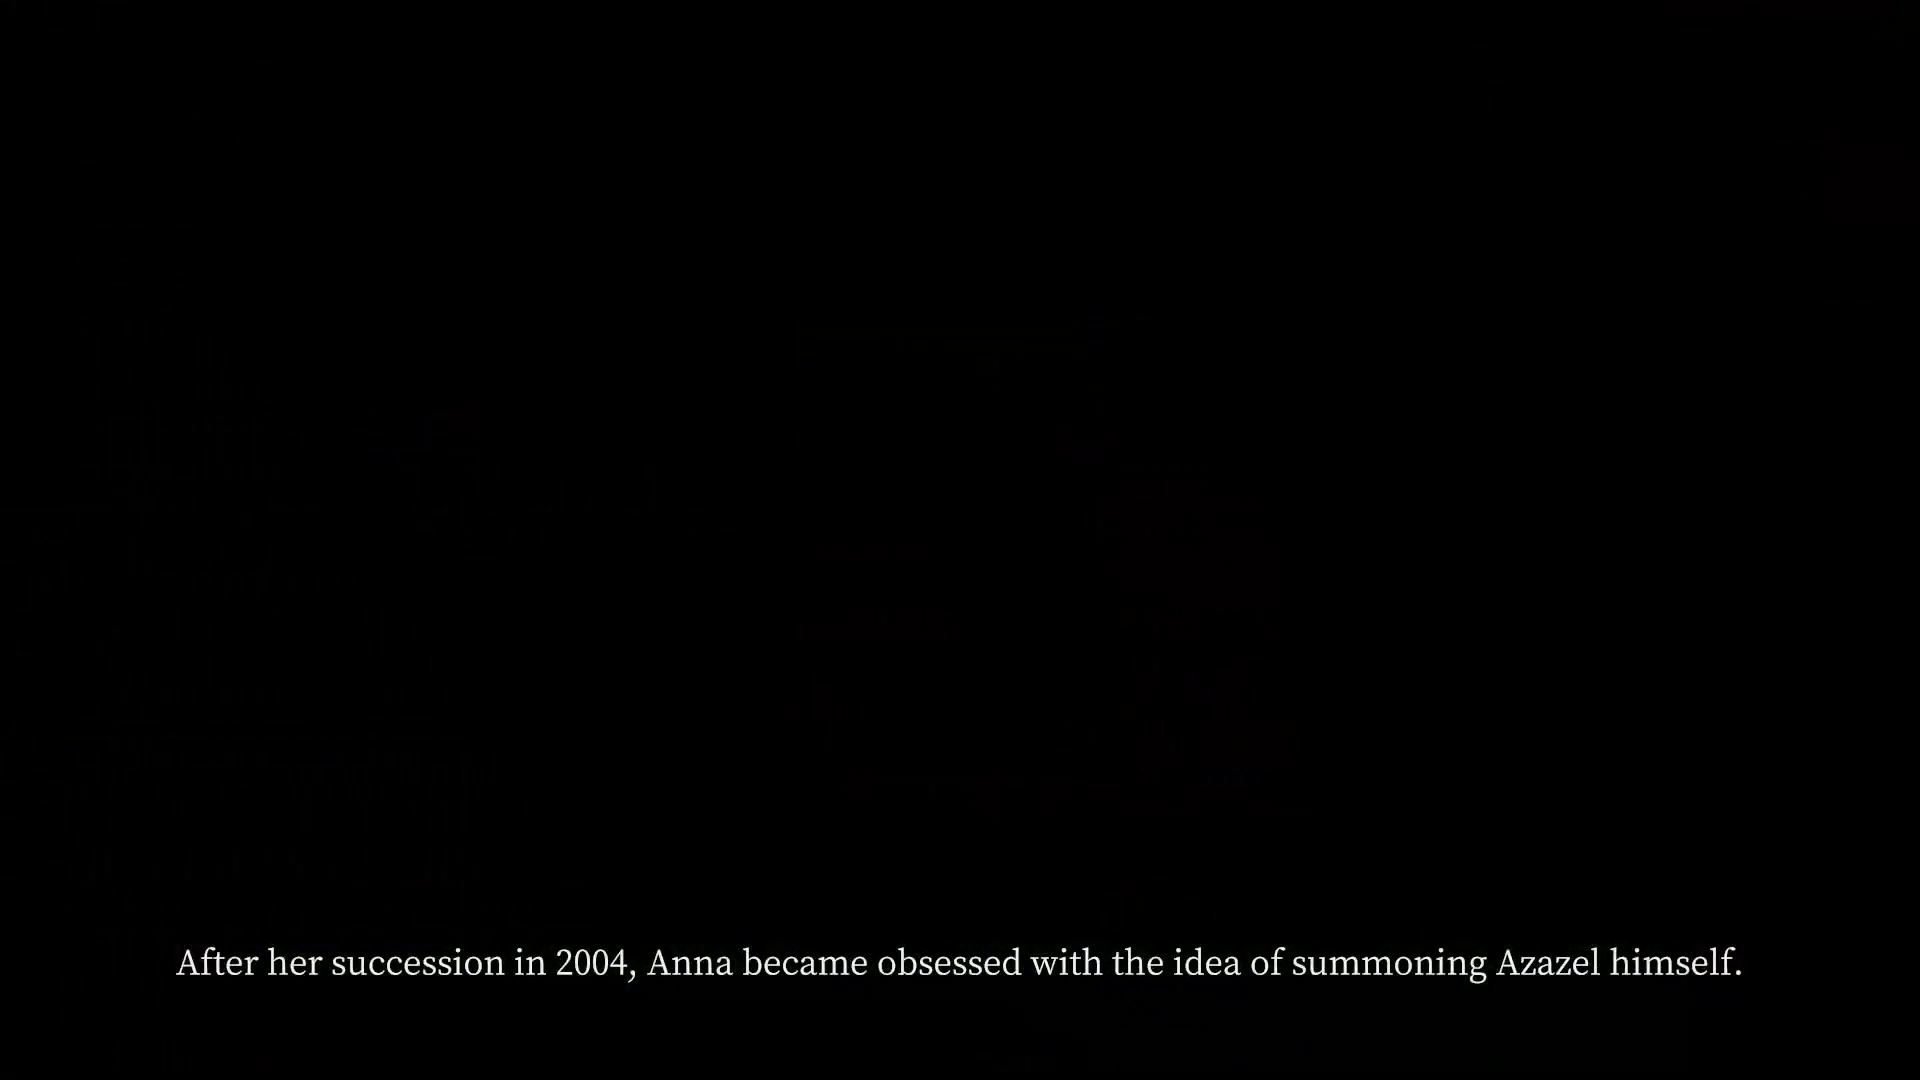 After her succession in 2004, Anna became obsessed with the idea of summoning Azazel himself.